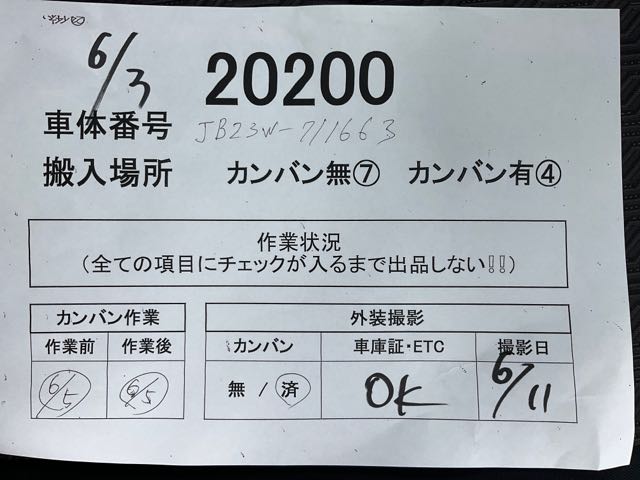 6/3 20200
車体番号 JB23W-711663
搬入場所 カンバン無⑦ カンバン有④
作業状況
(全ての項目にチェックが入るまで出品しない!!)
カンバン作業
作業前 作業後
6/5 6/5
外装撮影
カンバン 車庫証・ETC 撮影日
無 / 済 OK 6/11